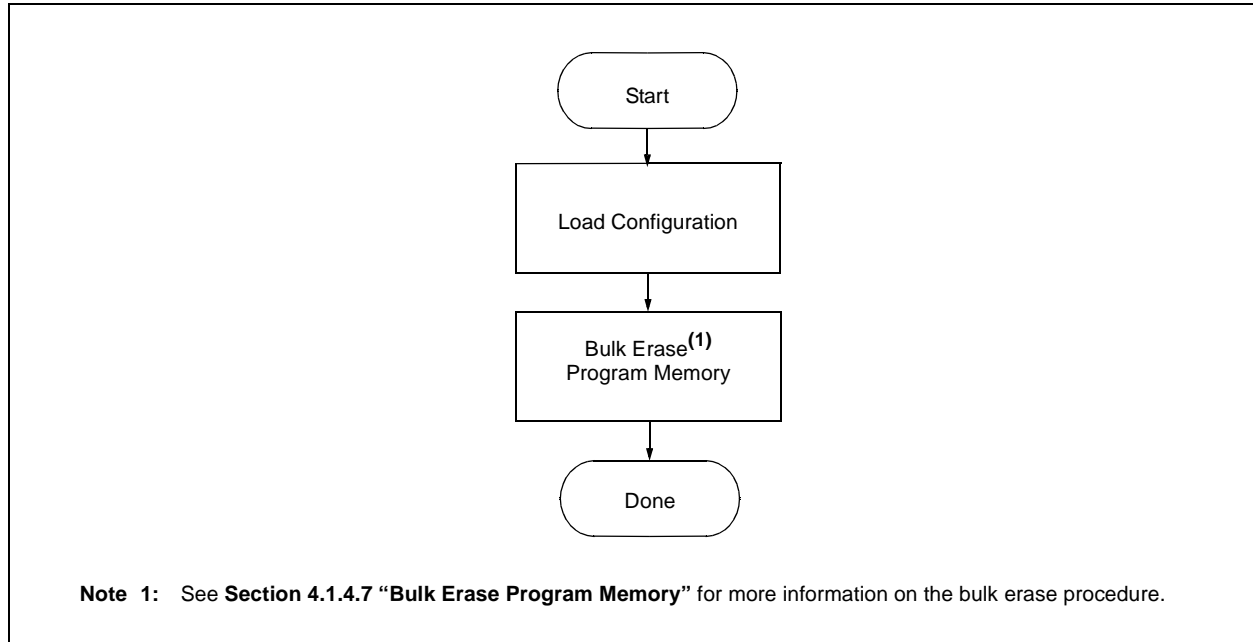 Start
Load Configuration
Bulk Erase(1)
Program Memory
Done
Note 1: See Section 4.1.4.7 “Bulk Erase Program Memory” for more information on the bulk erase procedure.